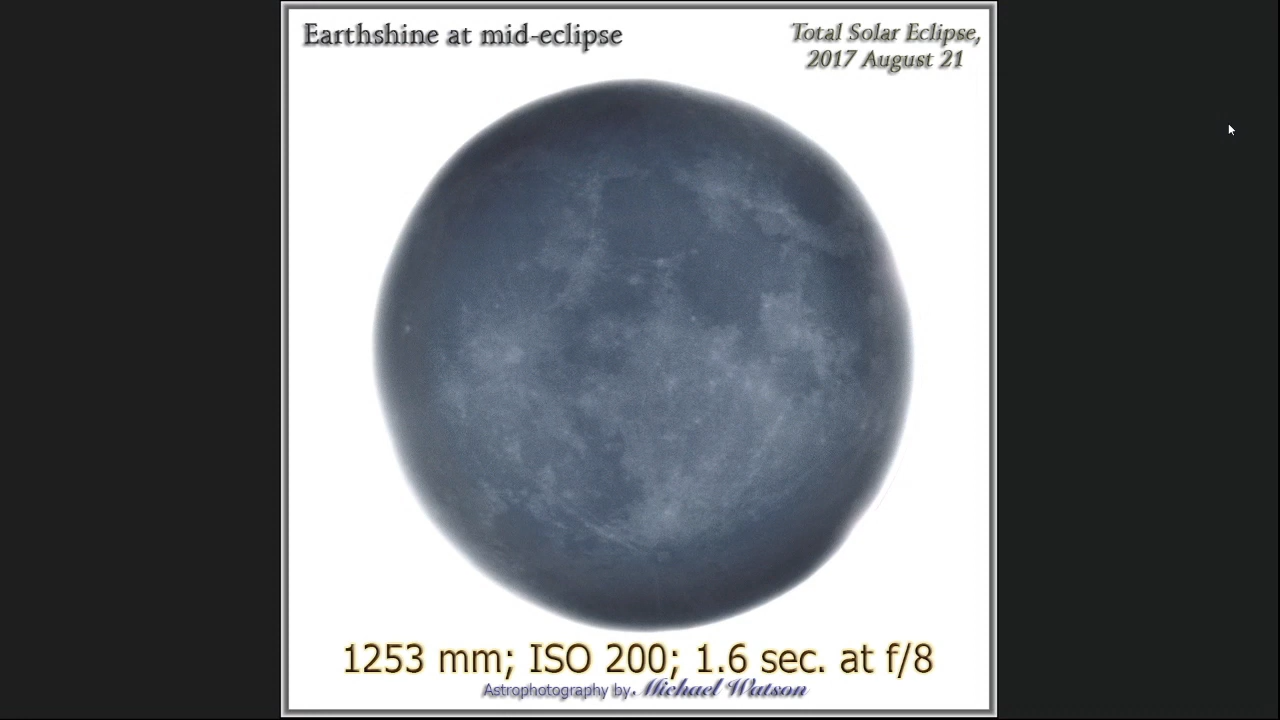 Earthshine at mid-eclipse
Total Solar Eclipse,
2017 August 21
1253 mm; ISO 200; 1.6 sec. at f/8
Astrophotography by Michael Watson